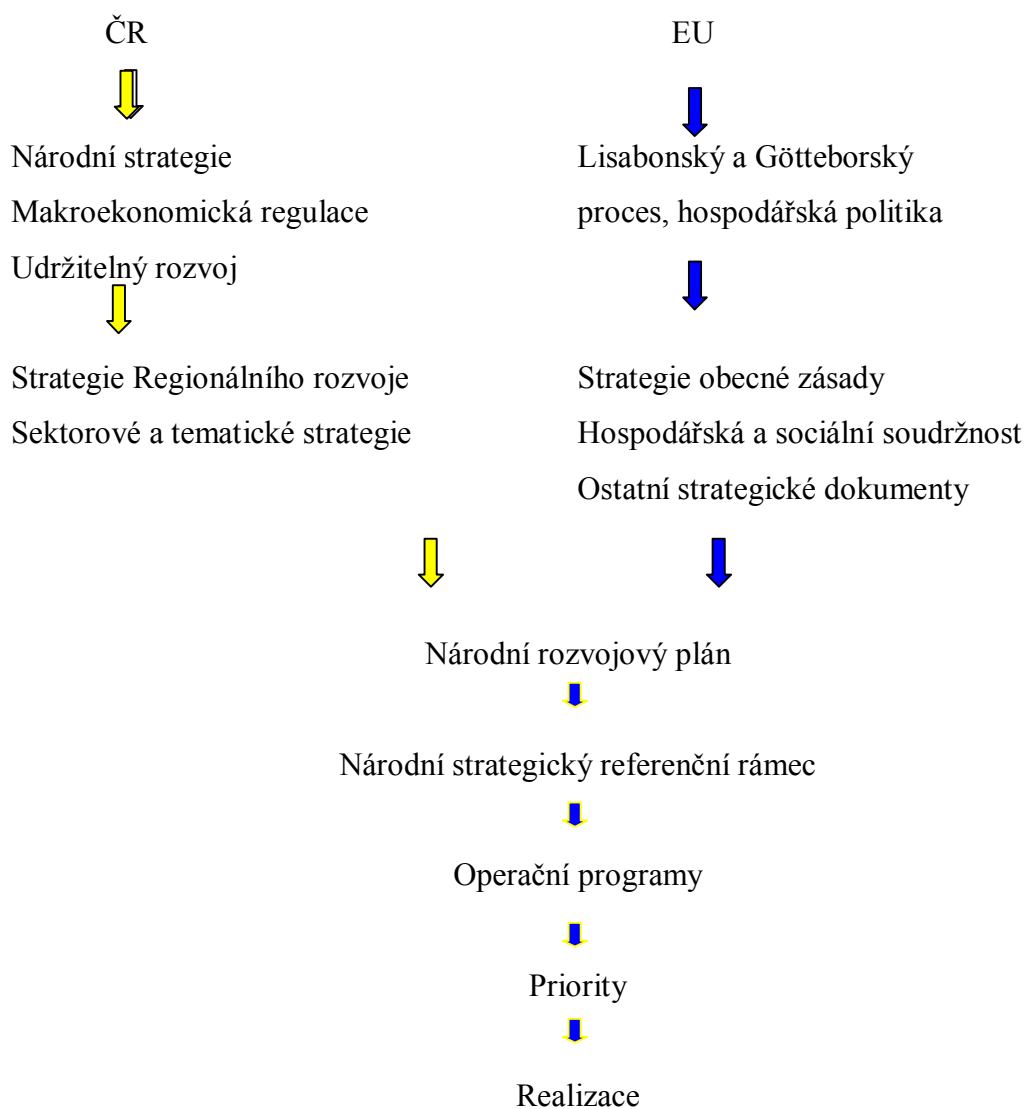 ČR
EU
Národní strategie
Makroekonomická regulace
Udržitelný rozvoj
Lisabonský a Götteborský
proces, hospodářská politika
Strategie Regionálního rozvoje
Sektorové a tematické strategie
Strategie obecné zásady
Hospodářská a sociální soudržnost
Ostatní strategické dokumenty
Národní rozvojový plán
Národní strategický referenční rámec
Operační programy
Priority
Realizace